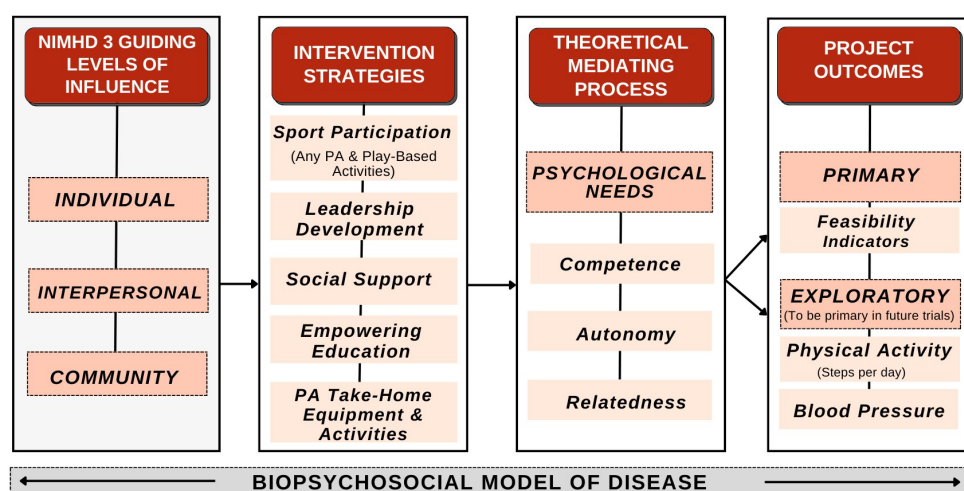 NIMHD 3 GUIDING
LEVELS OF
INFLUENCE
INDIVIDUAL
INTERPERSONAL
COMMUNITY
INTERVENTION
STRATEGIES
Sport Participation
(Any PA & Play-Based
Activities)
Leadership
Development
Social Support
Empowering
Education
PA Take-Home
Equipment &
Activities
THEORETICAL
MEDIATING
PROCESS
PSYCHOLOGICAL
NEEDS
Competence
Autonomy
Relatedness
PROJECT
OUTCOMES
PRIMARY
Feasibility
Indicators
EXPLORATORY
(To be primary in future trials)
Physical Activity
(Steps per day)
Blood Pressure
BIOPSYCHOSOCIAL MODEL OF DISEASE